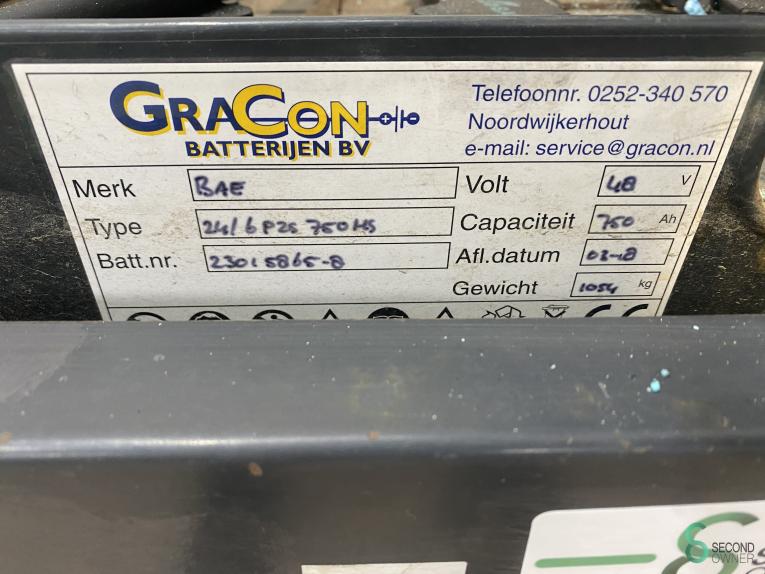 GRACON
BATTERIJEN BV
Telefoonnr. 0252-340 570
Noordwijkerhout
e-mail: service@gracon.nl
Merk BAE Volt 48 V
Type 24/6 PZS 750 HS Capaciteit 750 Ah
Batt.nr. 23015865-8 Afl.datum 03-18
Gewicht 1054 kg
SECOND
OWNER